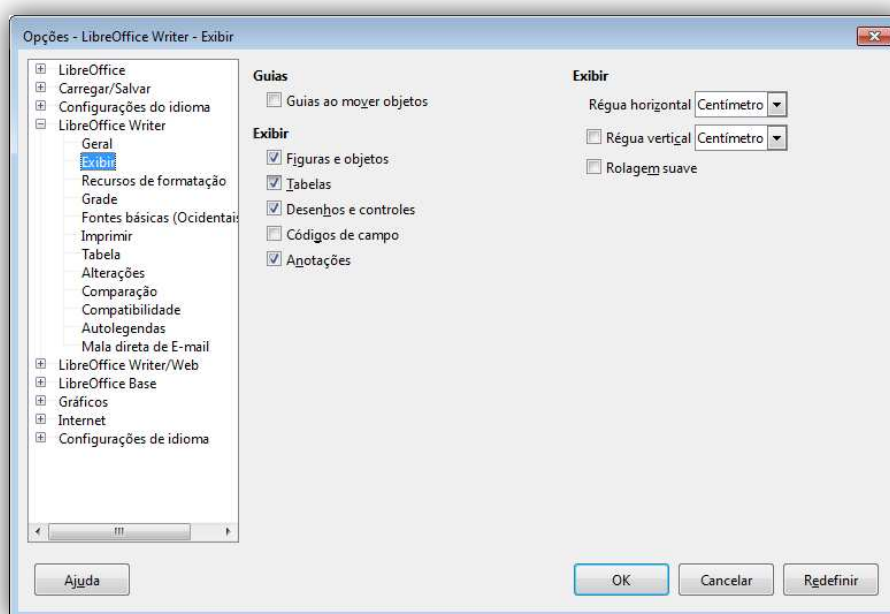 Opções - LibreOffice Writer - Exibir
LibreOffice
Carregar/Salvar
Configurações do idioma
LibreOffice Writer
Geral
Exibir
Recursos de formatação
Grade
Fontes básicas (Ocidentais
Imprimir
Tabela
Alterações
Comparação
Compatibilidade
Autolegendas
Mala direta de E-mail
LibreOffice Writer/Web
LibreOffice Base
Gráficos
Internet
Configurações de idioma
Guias
Guias ao mover objetos
Exibir
Figuras e objetos
Tabelas
Desenhos e controles
Códigos de campo
Anotações
Exibir
Régua horizontal Centímetro
Régua vertical Centímetro
Rolagem suave
Ajuda
OK
Cancelar
Redefinir